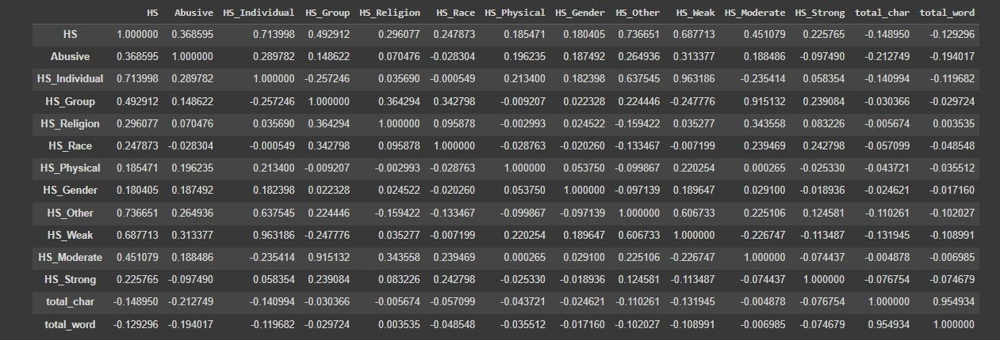 HS Abusive HS_Individual HS_Group HS_Religion HS_Race HS_Physical HS_Gender HS_Other HS_Weak HS_Moderate HS_Strong total_char total_word
HS 1.000000 0.368595 0.713998 0.492912 0.296077 0.247873 0.185471 0.180405 0.736651 0.687713 0.451079 0.225765 -0.148950 -0.129296
Abusive 0.368595 1.000000 0.289782 0.148622 0.070476 -0.028304 0.196235 0.187492 0.264936 0.313377 0.188486 -0.097490 -0.212749 -0.194017
HS_Individual 0.713998 0.289782 1.000000 -0.257246 0.035690 -0.000549 0.213400 0.182398 0.637545 0.963186 -0.235414 0.058354 -0.140994 -0.119682
HS_Group 0.492912 0.148622 -0.257246 1.000000 0.364294 0.342798 -0.009207 0.022328 0.224446 -0.247776 0.915132 0.239084 -0.030366 -0.029724
HS_Religion 0.296077 0.070476 0.035690 0.364294 1.000000 0.095878 -0.002993 0.024522 -0.159422 0.035277 0.343558 0.083226 -0.005674 0.003535
HS_Race 0.247873 -0.028304 -0.000549 0.342798 0.095878 1.000000 -0.028763 -0.020260 -0.133467 -0.007199 0.239469 0.242798 -0.057099 -0.048548
HS_Physical 0.185471 0.196235 0.213400 -0.009207 -0.002993 -0.028763 1.000000 0.053750 -0.099867 0.220254 0.000265 -0.025330 -0.043721 -0.035512
HS_Gender 0.180405 0.187492 0.182398 0.022328 0.024522 -0.020260 0.053750 1.000000 -0.097139 0.189647 0.029100 -0.018936 -0.024621 -0.017160
HS_Other 0.736651 0.264936 0.637545 0.224446 -0.159422 -0.133467 -0.099867 -0.097139 1.000000 0.606733 0.225106 0.124581 -0.110261 -0.102027
HS_Weak 0.687713 0.313377 0.963186 -0.247776 0.035277 -0.007199 0.220254 0.189647 0.606733 1.000000 -0.226747 -0.113487 -0.131945 -0.108991
HS_Moderate 0.451079 0.188486 -0.235414 0.915132 0.343558 0.239469 0.000265 0.029100 0.225106 -0.226747 1.000000 -0.074437 -0.004878 -0.006985
HS_Strong 0.225765 -0.097490 0.058354 0.239084 0.083226 0.242798 -0.025330 -0.018936 0.124581 -0.113487 -0.074437 1.000000 -0.076754 -0.074679
total_char -0.148950 -0.212749 -0.140994 -0.030366 -0.005674 -0.057099 -0.043721 -0.024621 -0.110261 -0.131945 -0.004878 -0.076754 1.000000 0.954934
total_word -0.129296 -0.194017 -0.119682 -0.029724 0.003535 -0.048548 -0.035512 -0.017160 -0.102027 -0.108991 -0.006985 -0.074679 0.954934 1.000000